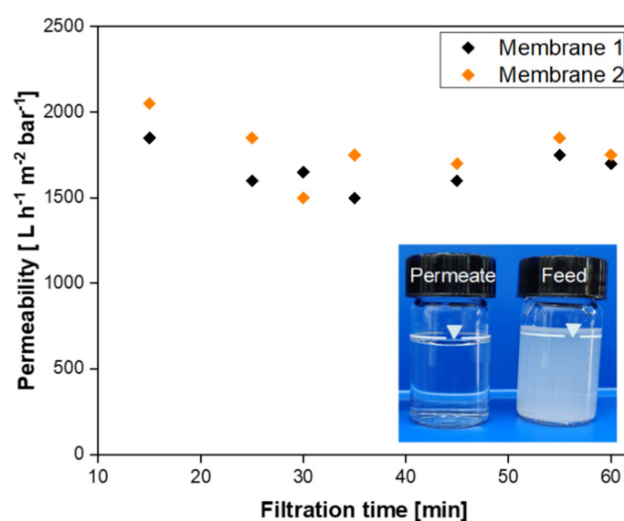 2500
2000
1500
1000
500
0
10
20
30
40
50
60
Permeability [ L h⁻¹ m⁻² bar⁻¹]
Filtration time [min]
Membrane 1
Membrane 2
Permeate
Feed